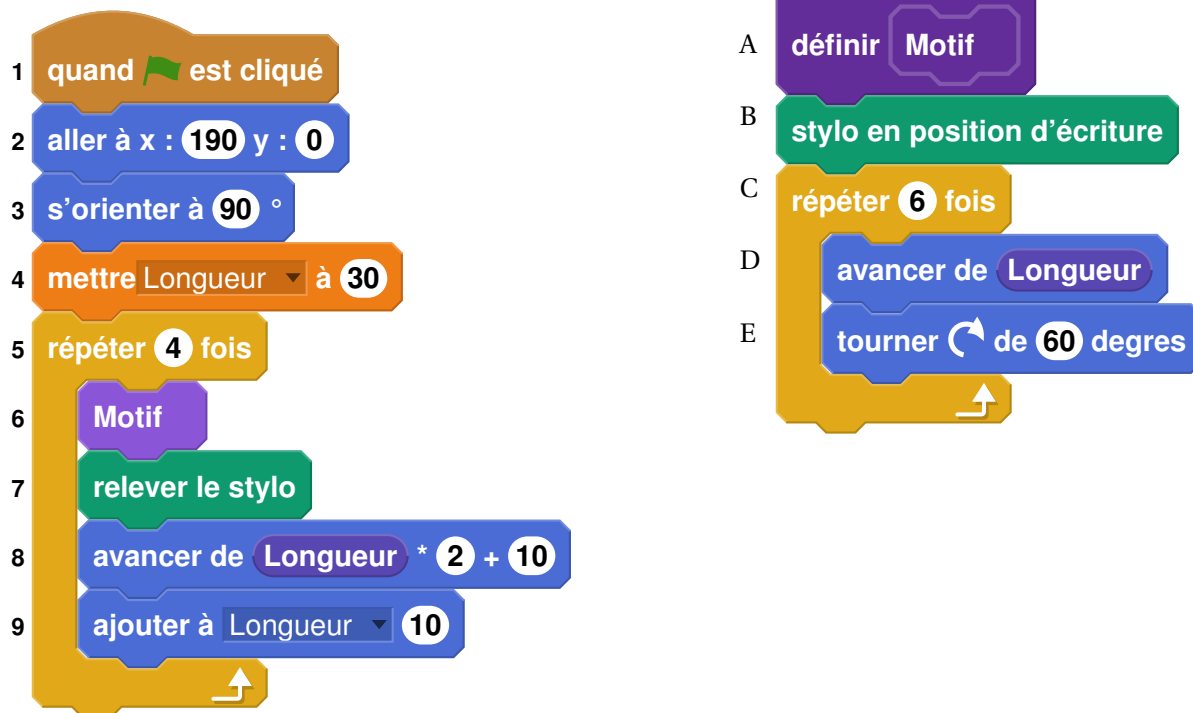 1 quand est cliqué
2 aller à x : 190 y : 0
3 s'orienter à 90 °
4 mettre Longueur à 30
5 répéter 4 fois
6 Motif
7 relever le stylo
8 avancer de Longueur * 2 + 10
9 ajouter à Longueur 10
A définir Motif
B stylo en position d'écriture
C répéter 6 fois
D avancer de Longueur
E tourner de 60 degres